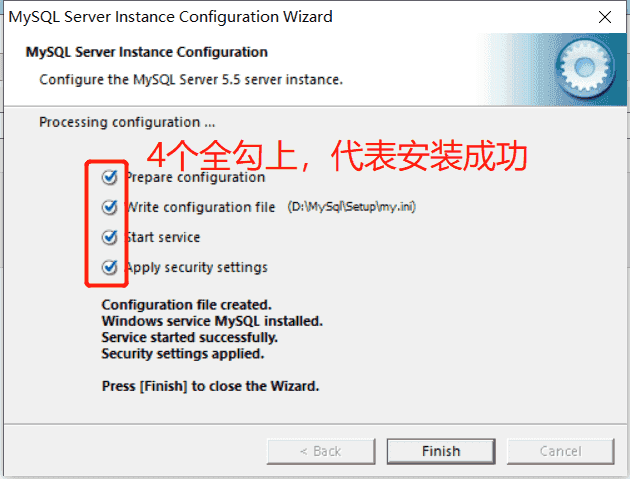 MySQL Server Instance Configuration Wizard
MySQL Server Instance Configuration
Configure the MySQL Server 5.5 server instance.
Processing configuration ...
4个全勾上，代表安装成功
Prepare configuration
Write configuration file (D:\MySql\Setup\my.ini)
Start service
Apply security settings
Configuration file created.
Windows service MySQL installed.
Service started successfully.
Security settings applied.
Press [Finish] to close the Wizard.
< Back Finish Cancel